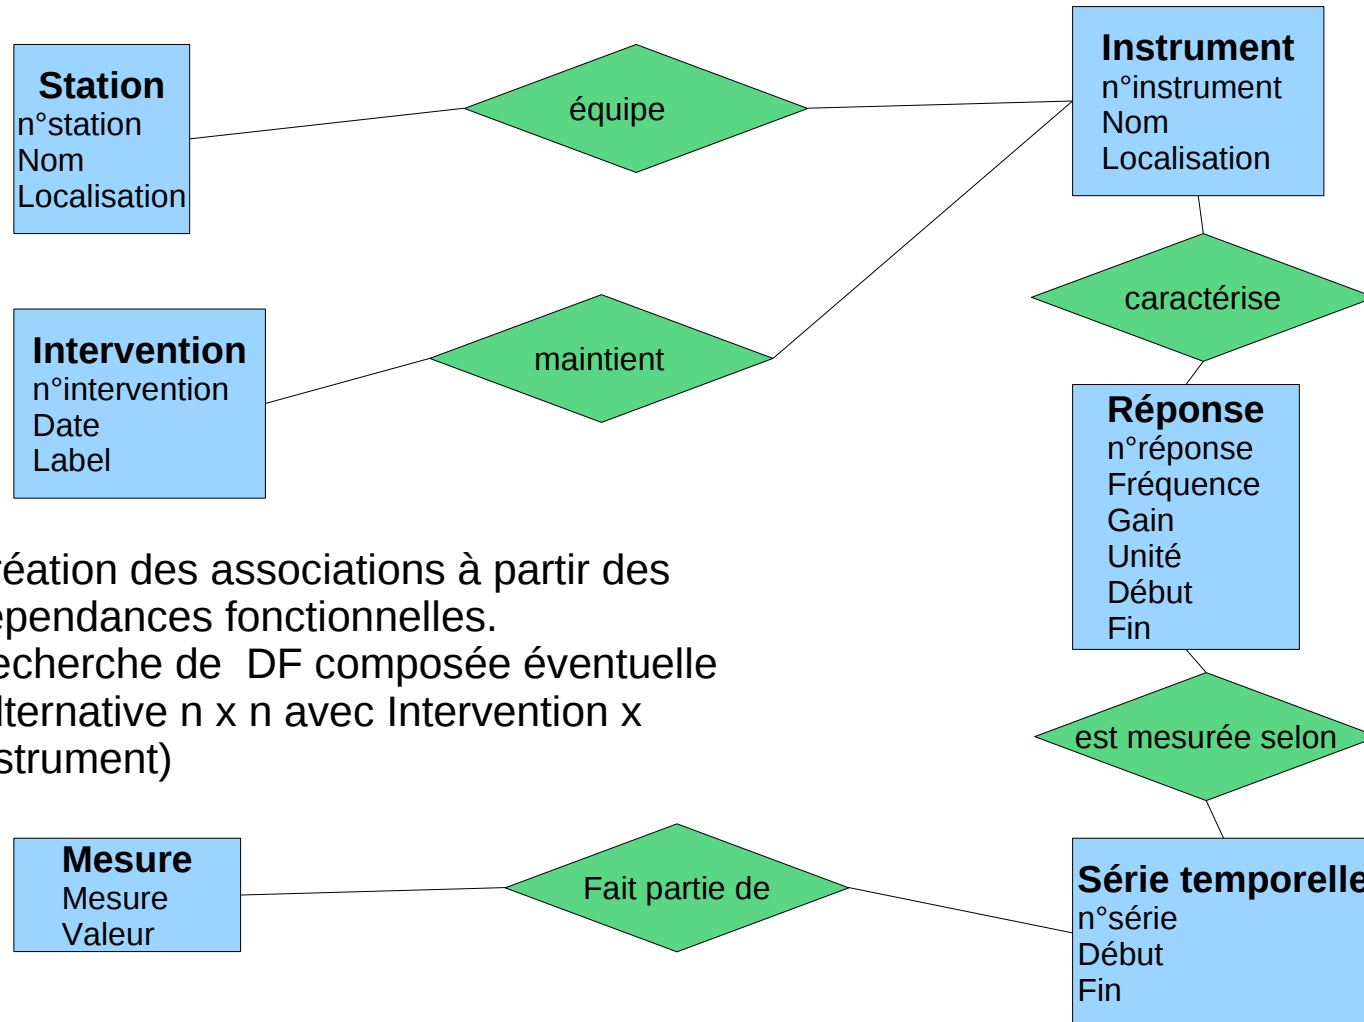 Station
n°station
Nom
Localisation
équipe
Instrument
n°instrument
Nom
Localisation
caractérise
Intervention
n°intervention
Date
Label
maintient
Réponse
n°réponse
Fréquence
Gain
Unité
Début
Fin
réation des associations à partir des
épendances fonctionnelles.
echerche de  DF composée éventuelle
lternative n x n avec Intervention x
strument)
est mesurée selon
Mesure
Mesure
Valeur
Fait partie de
Série temporelle
n°série
Début
Fin